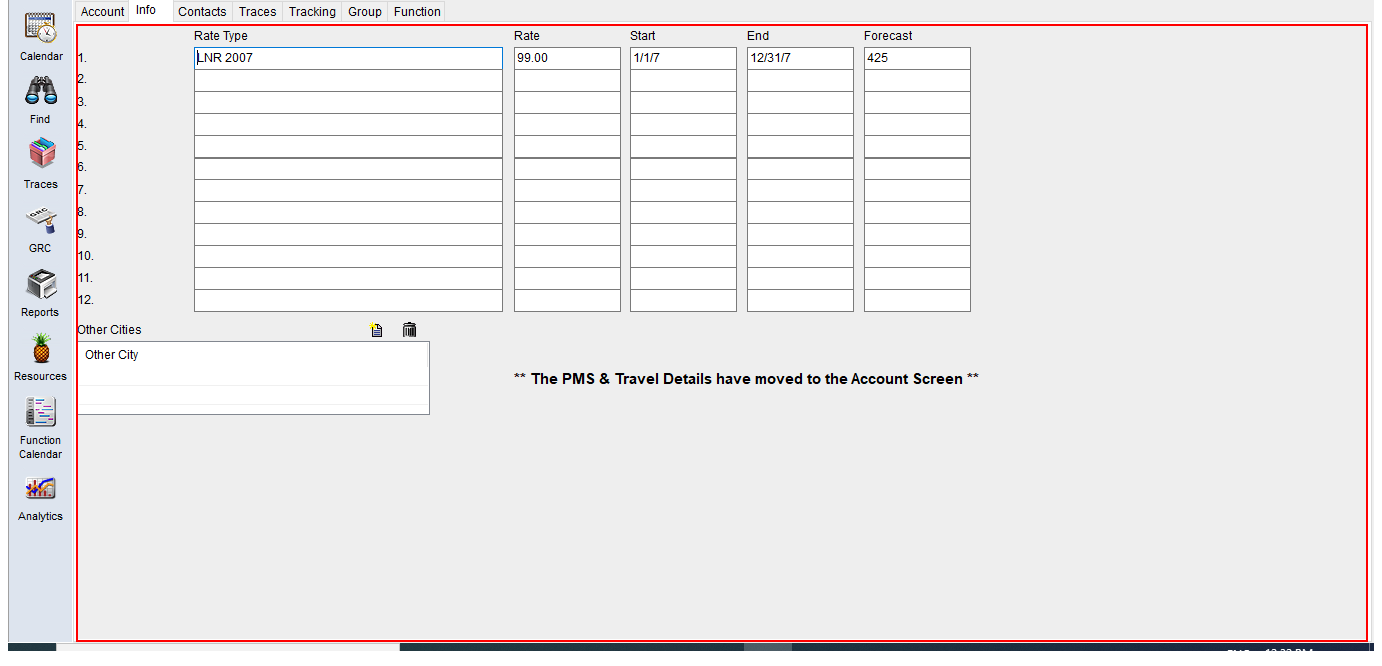 Account Info Contacts Traces Tracking Group Function
Calendar
Find
Traces
GRC
Reports
Resources
Function
Calendar
Analytics
Rate Type Rate Start End Forecast
1. LNR 2007 99.00 1/1/7 12/31/7 425
2.
3.
4.
5.
6.
7.
8.
9.
10.
11.
12.
Other Cities
Other City
** The PMS & Travel Details have moved to the Account Screen **